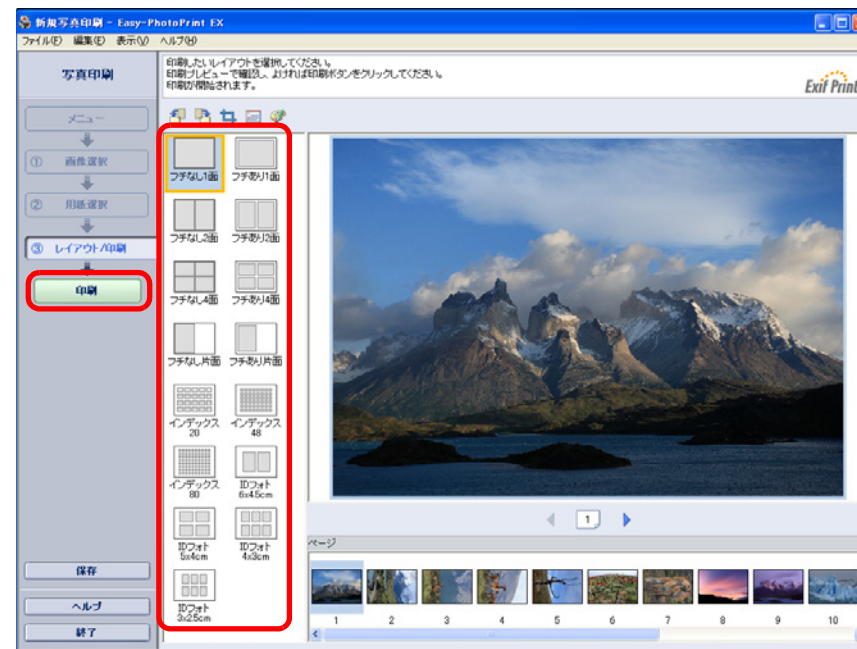 新規写真印刷 - Easy-PhotoPrint EX
ファイル(F) 編集(E) 表示(V) ヘルプ(H)
写真印刷
印刷したいレイアウトを選択してください。
印刷プレビューで確認し、よければ印刷ボタンをクリックしてください。
印刷が開始されます。
Exif Print
メニュー
① 画像選択
② 用紙選択
③ レイアウト/印刷
印刷
フチなし1面 フチあり1面
フチなし2面 フチあり2面
フチなし4面 フチあり4面
フチなし片面 フチあり片面
インデックス
20
インデックス
48
インデックス
80
IDフォト
6x4.5cm
IDフォト
5x4cm
IDフォト
4x3cm
IDフォト
3x2.5cm
1
ページ
1 2 3 4 5 6 7 8 9 10
保存
ヘルプ
終了